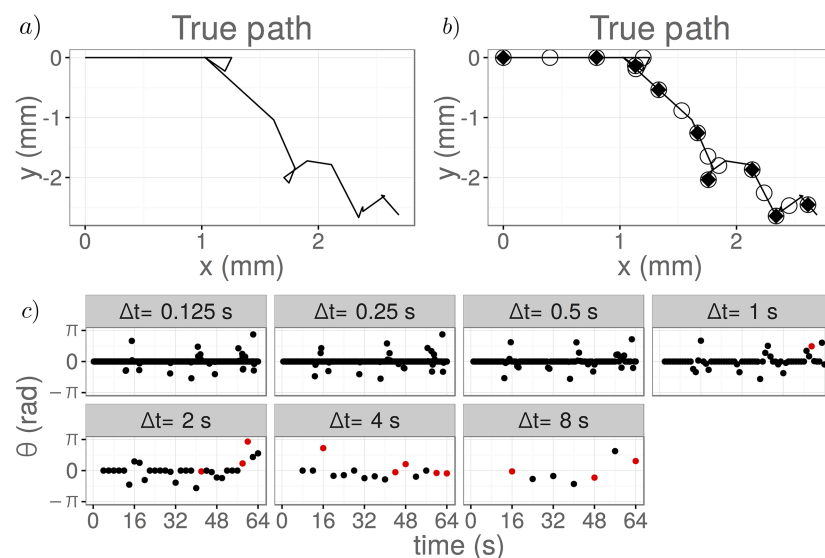 a) True path
0
-1
-2
y (mm)
0 1 2
x (mm)
b) True path
0
-1
-2
y (mm)
0 1 2
x (mm)
c)
Δt= 0.125 s Δt= 0.25 s Δt= 0.5 s Δt= 1 s
π
0
−π
θ (rad)
Δt= 2 s Δt= 4 s Δt= 8 s
π
0
−π
0 16 32 48 64 0 16 32 48 64 0 16 32 48 64
time (s)